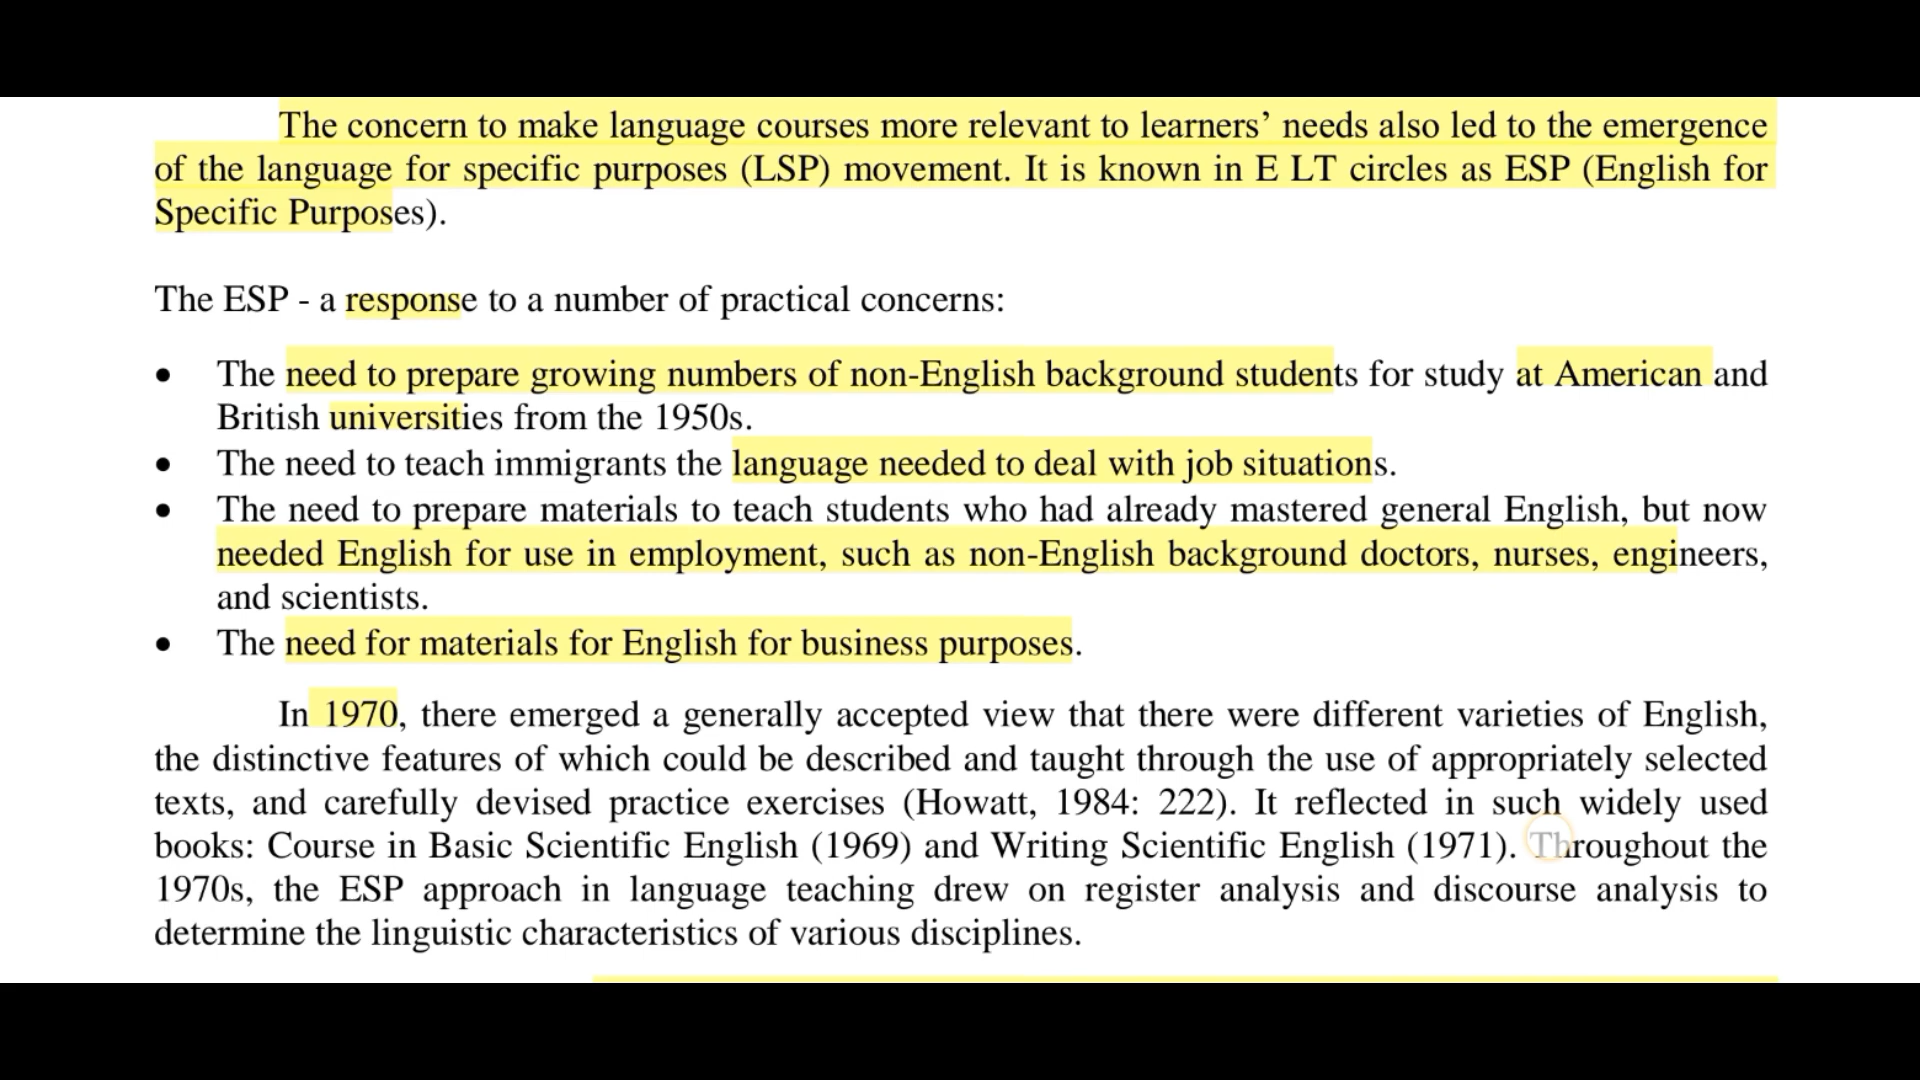 The concern to make language courses more relevant to learners’ needs also led to the emergence
of the language for specific purposes (LSP) movement. It is known in E LT circles as ESP (English for
Specific Purposes).
The ESP - a response to a number of practical concerns:
• The need to prepare growing numbers of non-English background students for study at American and
British universities from the 1950s.
• The need to teach immigrants the language needed to deal with job situations.
• The need to prepare materials to teach students who had already mastered general English, but now
needed English for use in employment, such as non-English background doctors, nurses, engineers,
and scientists.
• The need for materials for English for business purposes.
In 1970, there emerged a generally accepted view that there were different varieties of English,
the distinctive features of which could be described and taught through the use of appropriately selected
texts, and carefully devised practice exercises (Howatt, 1984: 222). It reflected in such widely used
books: Course in Basic Scientific English (1969) and Writing Scientific English (1971). Throughout the
1970s, the ESP approach in language teaching drew on register analysis and discourse analysis to
determine the linguistic characteristics of various disciplines.